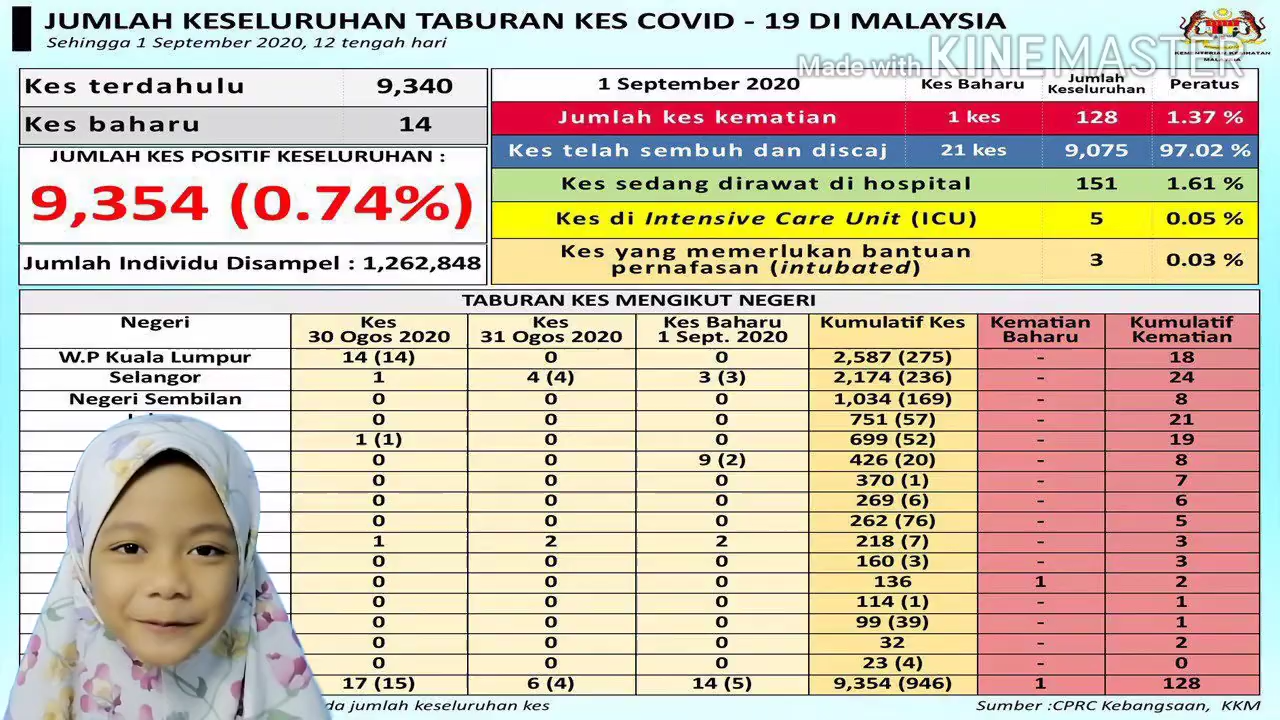 JUMLAH KESELURUHAN TABURAN KES COVID - 19 DI MALAYSIA
Sehingga 1 September 2020, 12 tengah hari
Made with KINEMASTER
KEMENTERIAN KESIHATAN
MALAYSIA
Kes terdahulu 9,340
Kes baharu 14
JUMLAH KES POSITIF KESELURUHAN :
9,354 (0.74%)
Jumlah Individu Disampel : 1,262,848
1 September 2020 Kes Baharu Jumlah Keseluruhan Peratus
Jumlah kes kematian 1 kes 128 1.37 %
Kes telah sembuh dan discaj 21 kes 9,075 97.02 %
Kes sedang dirawat di hospital 151 1.61 %
Kes di Intensive Care Unit (ICU) 5 0.05 %
Kes yang memerlukan bantuan
pernafasan (intubated) 3 0.03 %
TABURAN KES MENGIKUT NEGERI
Negeri Kes 30 Ogos 2020 Kes 31 Ogos 2020 Kes Baharu 1 Sept. 2020 Kumulatif Kes Kematian Baharu Kumulatif Kematian
W.P Kuala Lumpur 14 (14) 0 0 2,587 (275) - 18
Selangor 1 4 (4) 3 (3) 2,174 (236) - 24
Negeri Sembilan 0 0 0 1,034 (169) - 8
0 0 0 751 (57) - 21
1 (1) 0 0 699 (52) - 19
0 0 9 (2) 426 (20) - 8
0 0 0 370 (1) - 7
0 0 0 269 (6) - 6
0 0 0 262 (76) - 5
1 2 2 218 (7) - 3
0 0 0 160 (3) - 3
0 0 0 136 1 2
0 0 0 114 (1) - 1
0 0 0 99 (39) - 1
0 0 0 32 - 2
0 0 0 23 (4) - 0
17 (15) 6 (4) 14 (5) 9,354 (946) 1 128
jumlah keseluruhan kes
Sumber :CPRC Kebangsaan, KKM